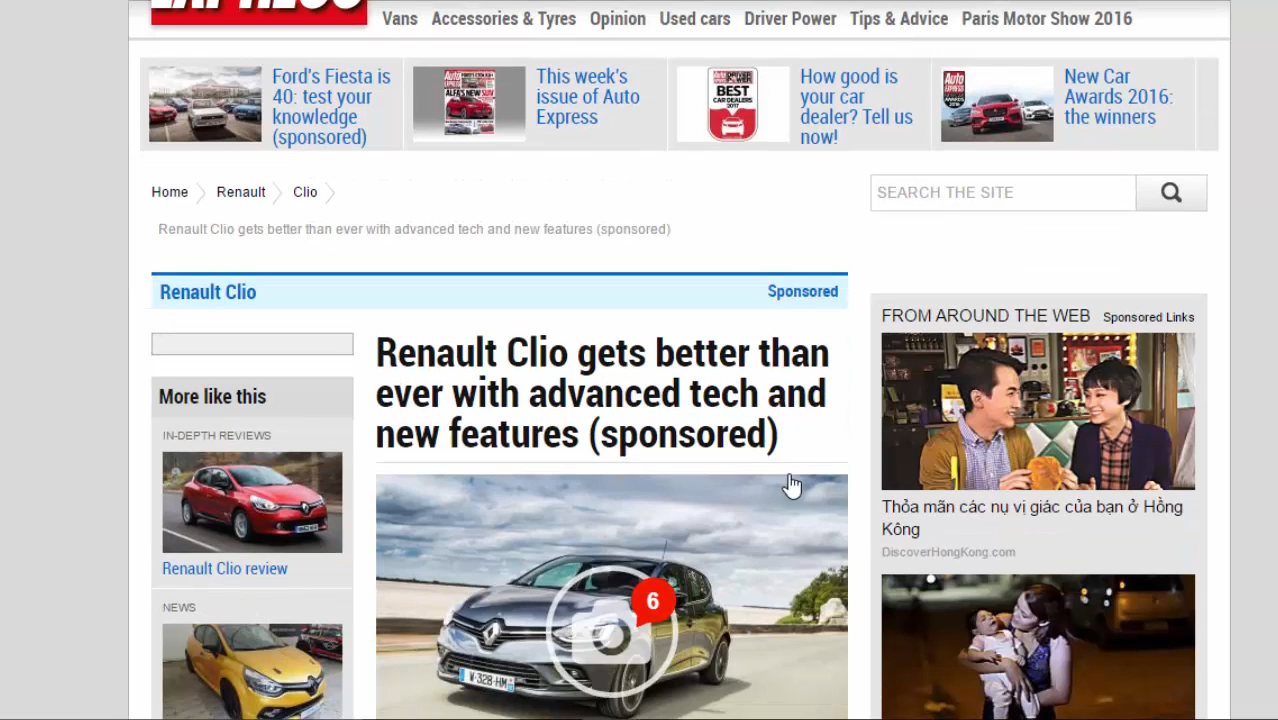 EXPRESS
Vans Accessories & Tyres Opinion Used cars Driver Power Tips & Advice Paris Motor Show 2016
Ford's Fiesta is
40: test your
knowledge
(sponsored)
This week's
issue of Auto
Express
How good is
your car
dealer? Tell us
now!
New Car
Awards 2016:
the winners
BEST
CAR DEALERS
Home Renault Clio
SEARCH THE SITE
Renault Clio gets better than ever with advanced tech and new features (sponsored)
Renault Clio Sponsored
Renault Clio gets better than
ever with advanced tech and
new features (sponsored)
6
More like this
IN-DEPTH REVIEWS
Renault Clio review
NEWS
FROM AROUND THE WEB Sponsored Links
Thỏa mãn các nụ vị giác của bạn ở Hồng
Kông
DiscoverHongKong.com